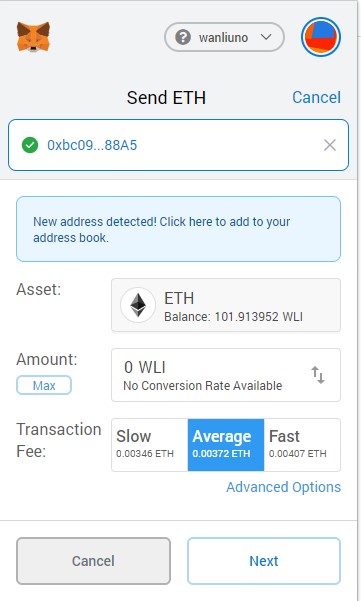 wanliuno
Send ETH
Cancel
0xbc09...88A5
New address detected! Click here to add to your
address book.
Asset:
ETH
Balance: 101.913952 WLI
Amount:
Max
0 WLI
No Conversion Rate Available
Transaction
Fee:
Slow
0.00346 ETH
Average
0.00372 ETH
Fast
0.00407 ETH
Advanced Options
Cancel
Next